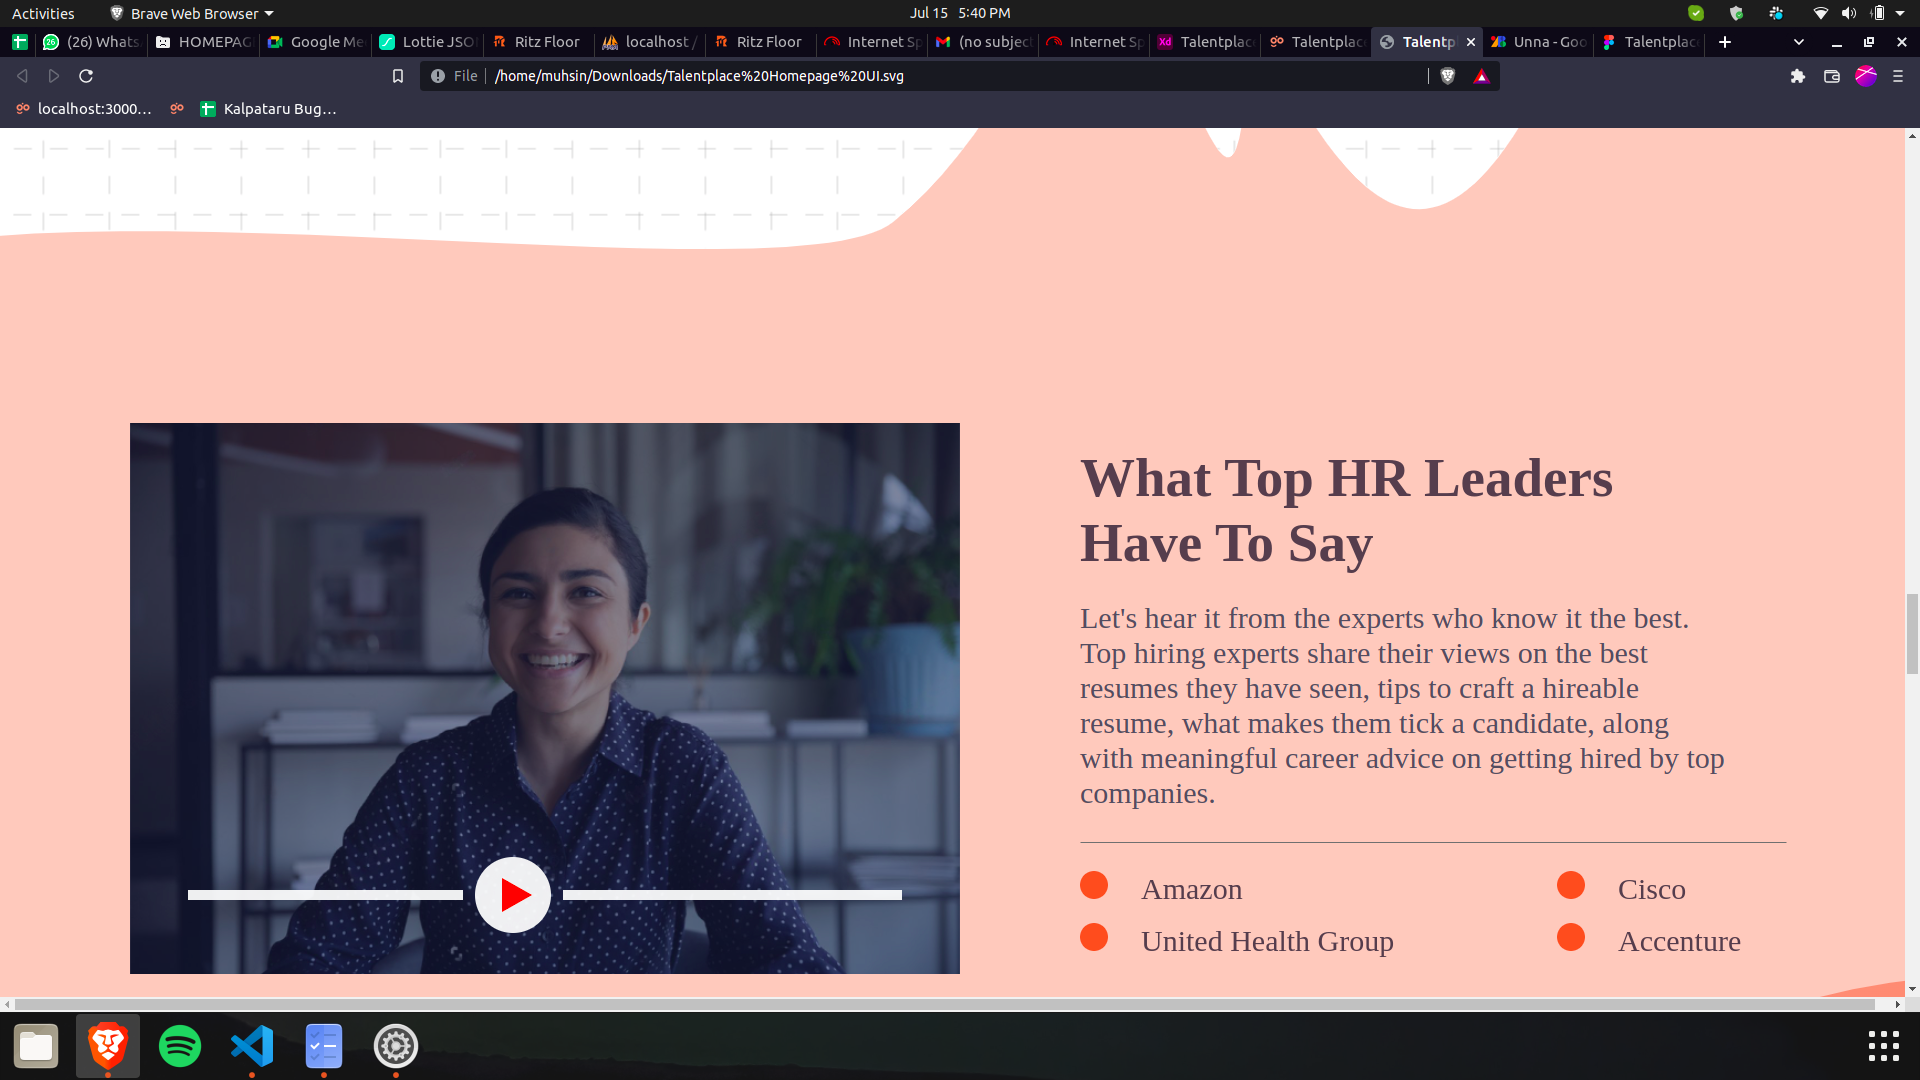 Activities
Brave Web Browser
Jul 15 5:40 PM
(26) Whats
HOMEPAG
Google Me
Lottie JSO
Ritz Floor
localhost /
Ritz Floor
Internet Sp
(no subject
Internet Sp
Talentplac
Talentplac
Talentp
Unna - Goo
Talentplac
File
/home/muhsin/Downloads/Talentplace%20Homepage%20UI.svg
localhost:3000...
Kalpataru Bug...
What Top HR Leaders
Have To Say
Let's hear it from the experts who know it the best.
Top hiring experts share their views on the best
resumes they have seen, tips to craft a hireable
resume, what makes them tick a candidate, along
with meaningful career advice on getting hired by top
companies.
Amazon
Cisco
United Health Group
Accenture